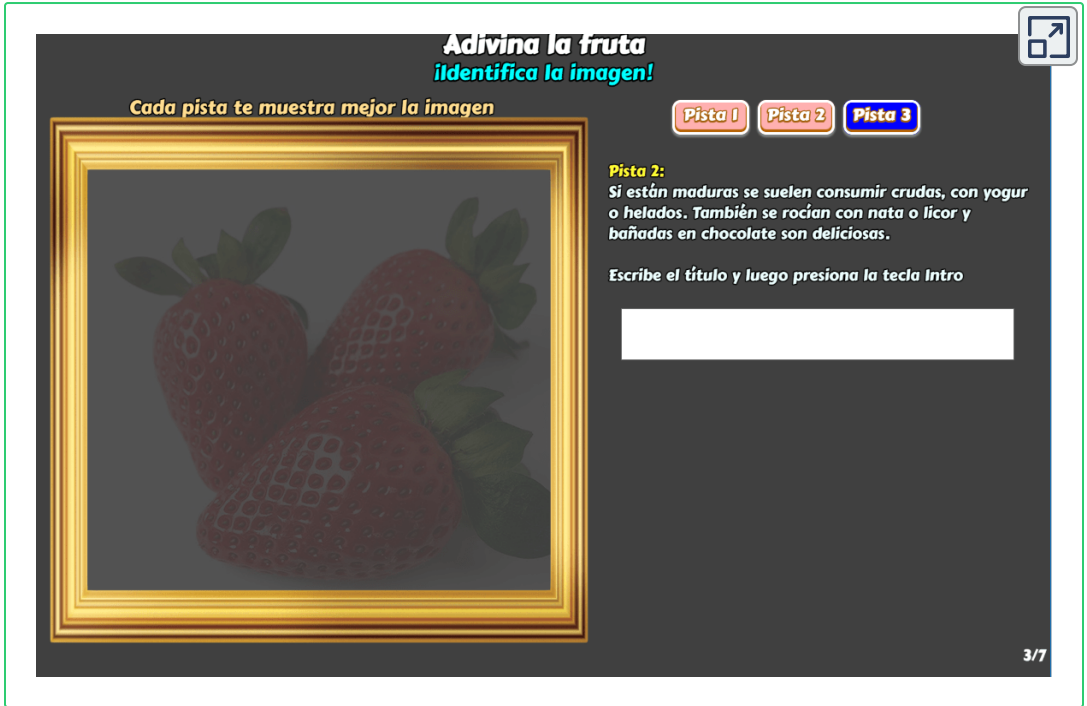 Adivina la fruta
¡Identifica la imagen!
Cada pista te muestra mejor la imagen
Pista 1
Pista 2
Pista 3
Pista 2:
Si están maduras se suelen consumir crudas, con yogur
o helados. También se rocían con nata o licor y
bañadas en chocolate son deliciosas.
Escribe el título y luego presiona la tecla Intro
3/7